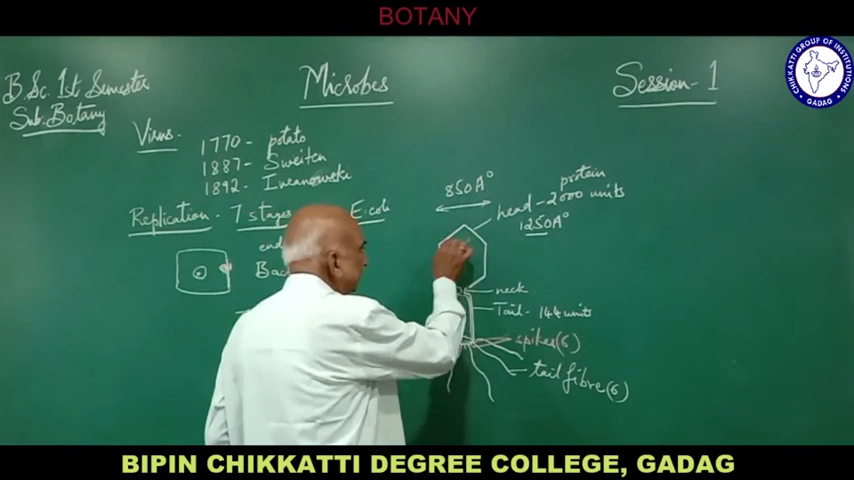 BOTANY
B.Sc. 1st Semester
Sub. Botany
Microbes
Session-1
CHIKKATTI GROUP OF INSTITUTIONS
GADAG
Virus-
1770 - potato
1887 - Sweiten
1892 -
Replication - 7 stages E.coli
850A°
head - 2000 units
protein
1250A°
neck
Tail - 144 units
spikes (6)
tail fibre (6)
BIPIN CHIKKATTI DEGREE COLLEGE, GADAG